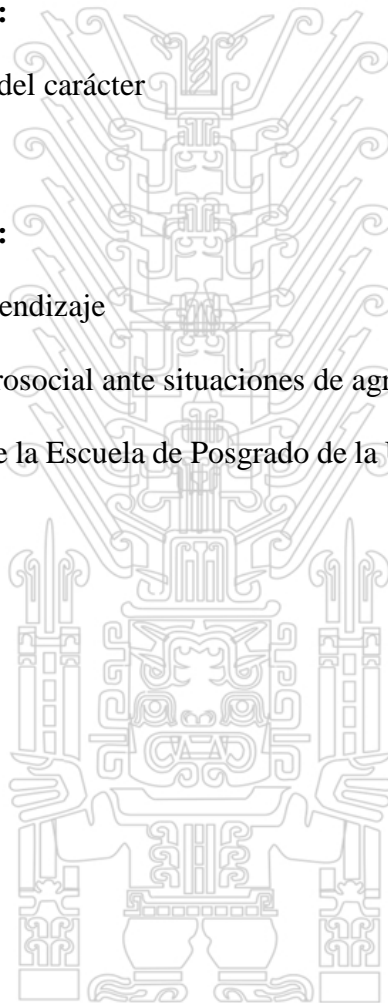 :
del carácter
:
endizaje
rosocial ante situaciones de agr
e la Escuela de Posgrado de la